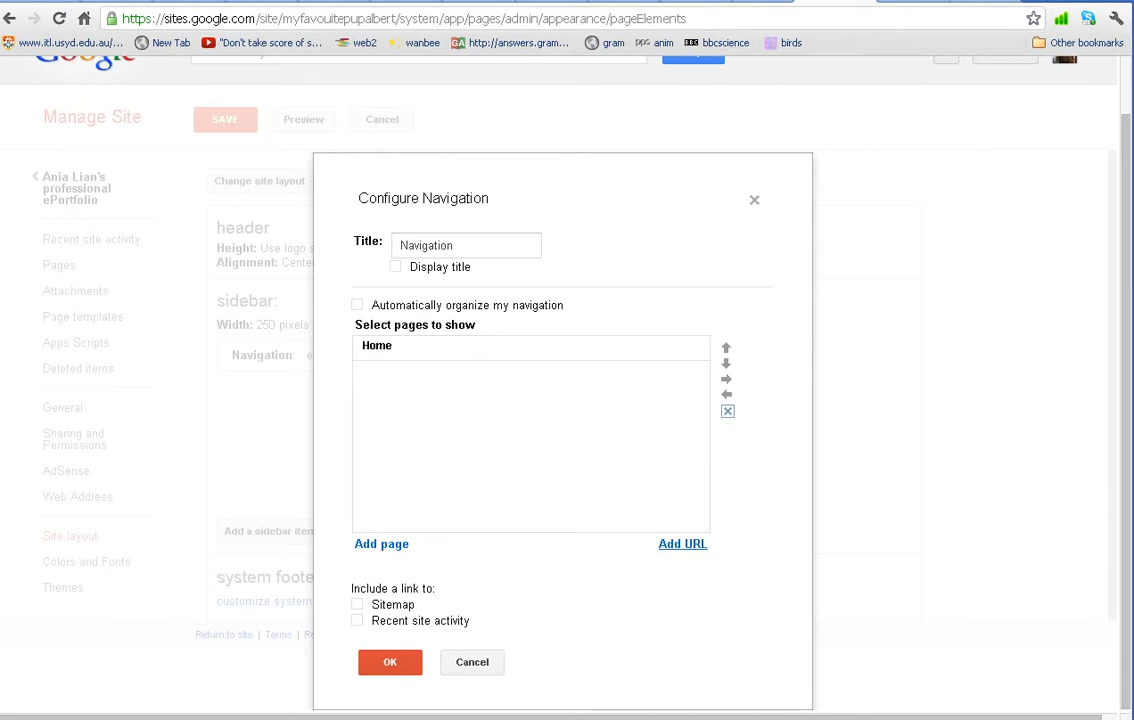 https://sites.google.com/site/myfavouitepupalbert/system/app/pages/admin/appearance/pageElements
www.itl.usyd.edu.au/... New Tab "Don't take score of s... web2 wanbee GA http://answers.gram... gram pps anim BBC bbcscience birds Other bookmarks
Google
Manage Site SAVE Preview Cancel
Ania Lian's
professional
ePortfolio
Recent site activity
Pages
Attachments
Page templates
Apps Scripts
Deleted items
General
Sharing and
Permissions
AdSense
Web Address
Site layout
Colors and Fonts
Themes
Change site layout
header
Height: Use logo s
Alignment: Cente
sidebar:
Width: 250 pixels
Navigation: e
Add a sidebar item
system foote
customize system
Return to site | Terms | Re
Configure Navigation
Title: Navigation
Display title
Automatically organize my navigation
Select pages to show
Home
Add page Add URL
Include a link to:
Sitemap
Recent site activity
OK Cancel